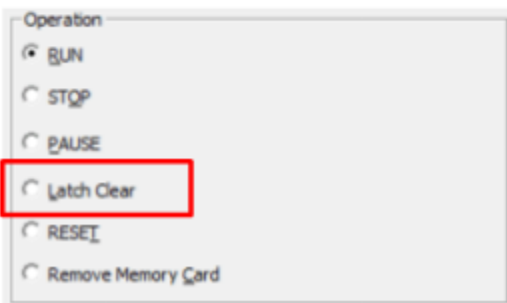 Operation
RUN
STOP
PAUSE
Latch Clear
RESET
Remove Memory Card